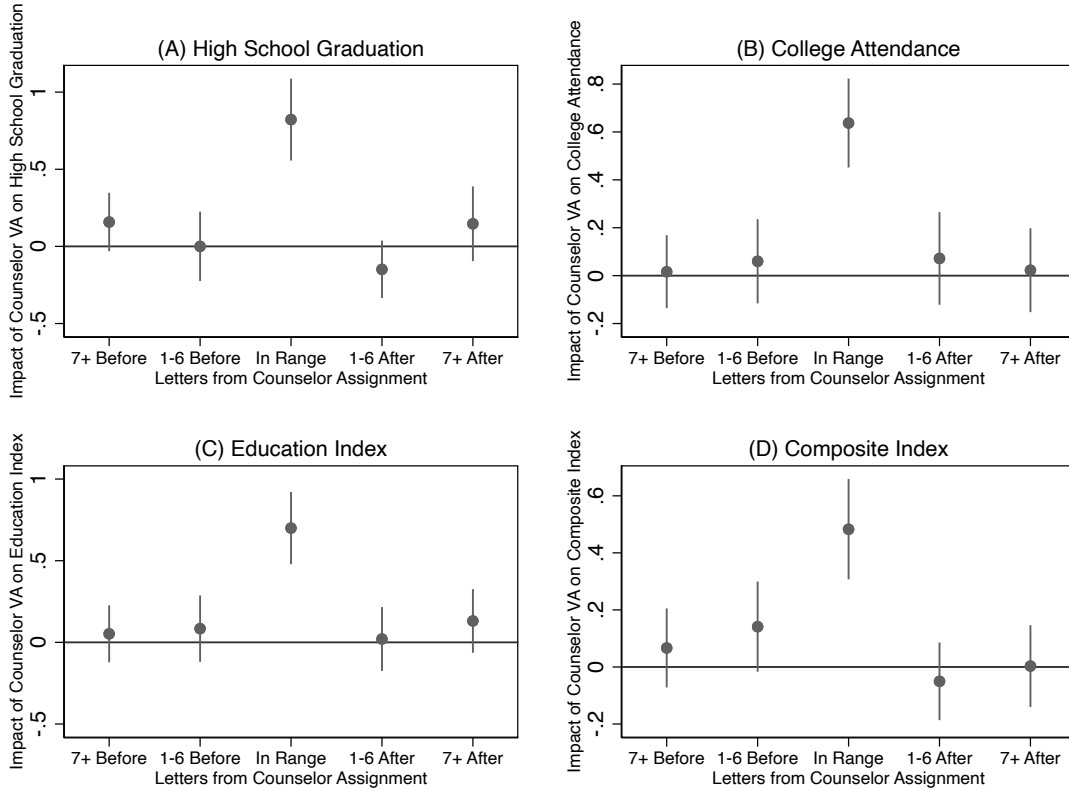 (A) High School Graduation
Impact of Counselor VA on High School Graduation
1
.5
0
-.5
7+ Before 1-6 Before In Range 1-6 After 7+ After
Letters from Counselor Assignment
(B) College Attendance
Impact of Counselor VA on College Attendance
.8
.6
.4
.2
0
-.2
7+ Before 1-6 Before In Range 1-6 After 7+ After
Letters from Counselor Assignment
(C) Education Index
Impact of Counselor VA on Education Index
1
.5
0
-.5
7+ Before 1-6 Before In Range 1-6 After 7+ After
Letters from Counselor Assignment
(D) Composite Index
Impact of Counselor VA on Composite Index
.6
.4
.2
0
-.2
7+ Before 1-6 Before In Range 1-6 After 7+ After
Letters from Counselor Assignment